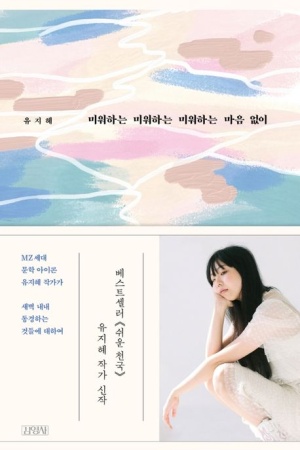 유지혜
미워하는 미워하는 미워하는 마음 없이
MZ세대
문학 아이콘
유지혜 작가가
새벽 내내
동경하는
것들에 대하여
베스트셀러 《쉬운 천국》
유지혜 작가 신작
김영사